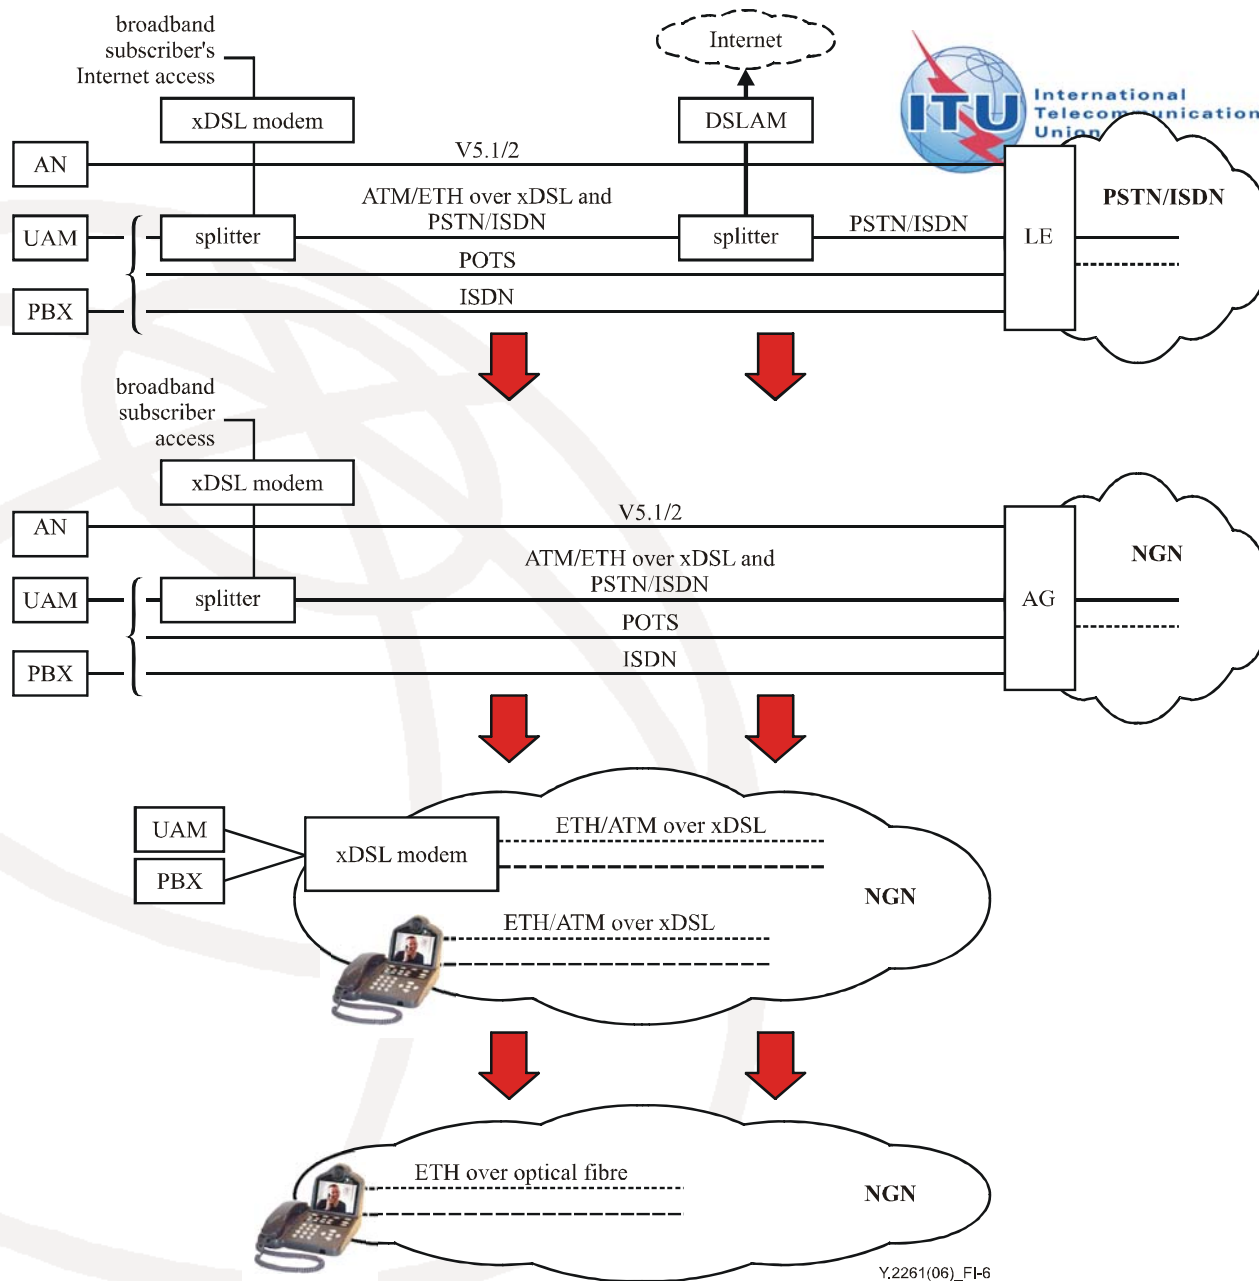 broadband
subscriber's
Internet access
Internet
ITU
International
Telecommunication
Union
xDSL modem
DSLAM
AN
V5.1/2
ATM/ETH over xDSL and
PSTN/ISDN
UAM
splitter
splitter
PSTN/ISDN
LE
PSTN/ISDN
POTS
PBX
ISDN
broadband
subscriber
access
xDSL modem
AN
V5.1/2
ATM/ETH over xDSL and
PSTN/ISDN
NGN
UAM
splitter
AG
POTS
PBX
ISDN
UAM
PBX
xDSL modem
ETH/ATM over xDSL
NGN
ETH/ATM over xDSL
ETH over optical fibre
NGN
Y.2261(06)_FI-6